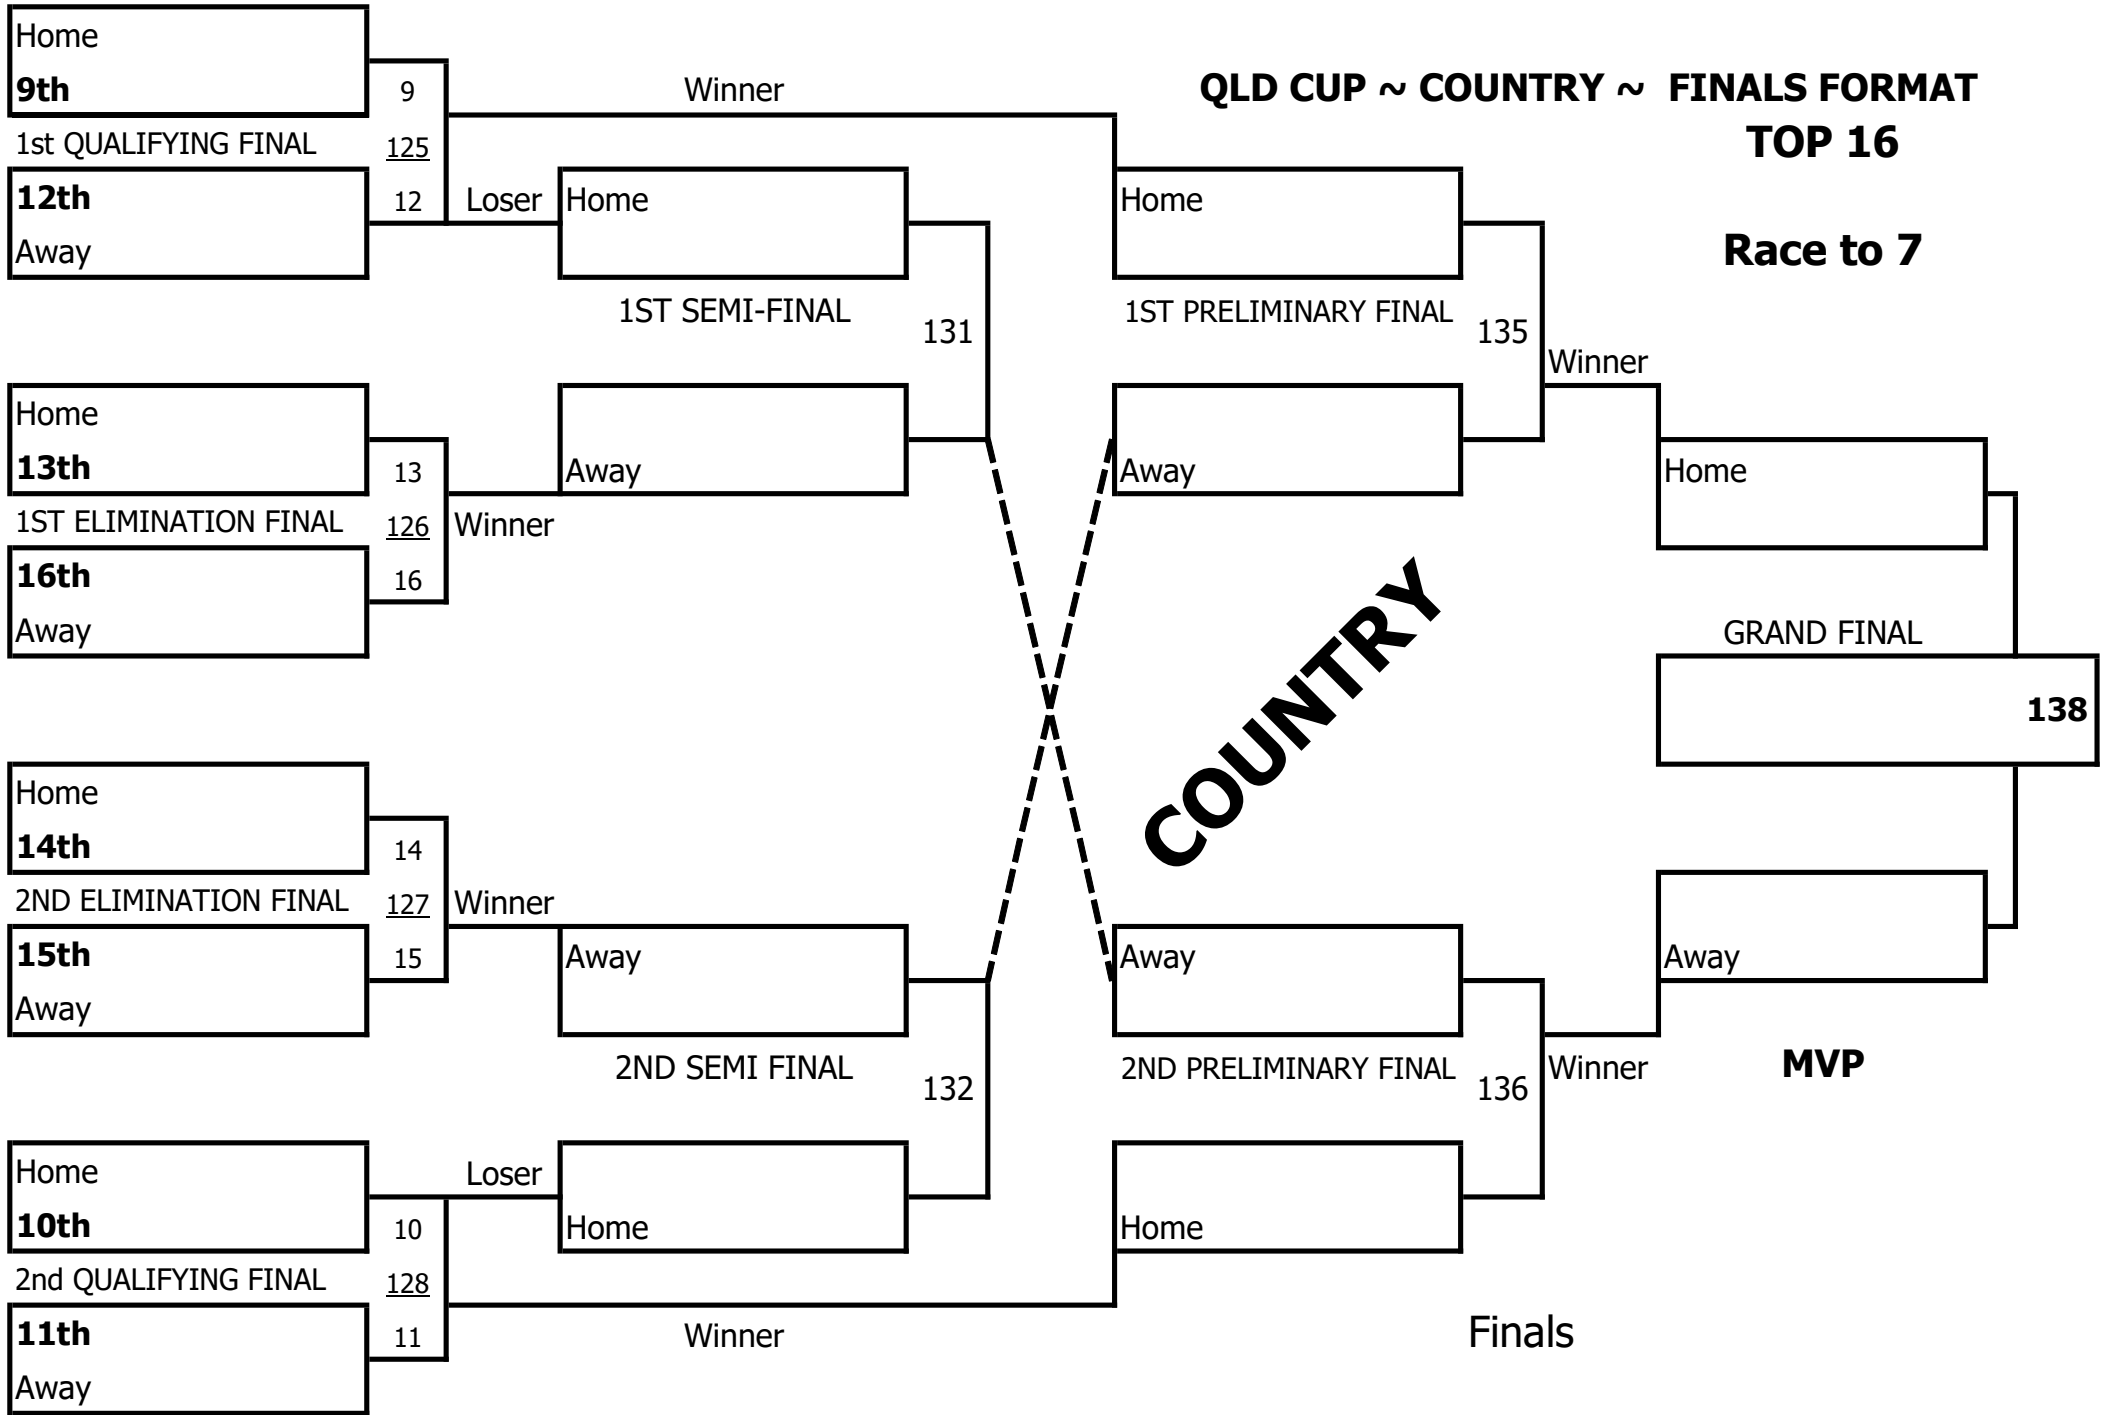 QLD CUP ~ COUNTRY ~ FINALS FORMAT
TOP 16
Race to 7
Home
9th
9
Winner
1st QUALIFYING FINAL
125
12th
12
Loser
Home
Home
Away
1ST SEMI-FINAL
131
1ST PRELIMINARY FINAL
135
Winner
Home
13th
13
Away
Away
Home
1ST ELIMINATION FINAL
126
Winner
16th
16
Away
COUNTRY
GRAND FINAL
138
Home
14th
14
2ND ELIMINATION FINAL
127
Winner
15th
15
Away
Away
Away
Away
2ND SEMI FINAL
132
2ND PRELIMINARY FINAL
136
Winner
MVP
Home
Loser
10th
10
Home
Home
2nd QUALIFYING FINAL
128
11th
11
Winner
Finals
Away